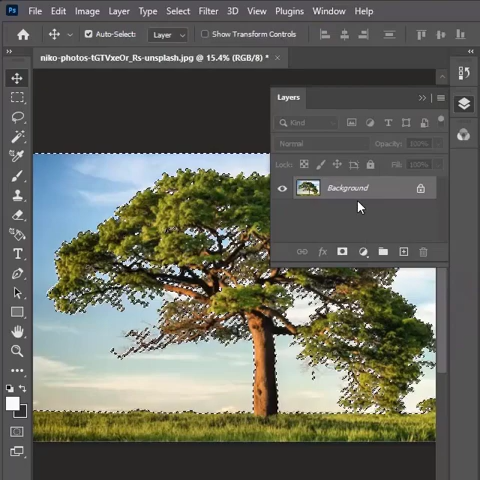 Ps File Edit Image Layer Type Select Filter 3D View Plugins Window Help
Auto-Select: Layer Show Transform Controls
niko-photos-tGTVxeOr_Rs-unsplash.jpg @ 15.4% (RGB/8) * ×
Layers
Kind
Normal Opacity: 100%
Lock: Fill: 100%
Background
T